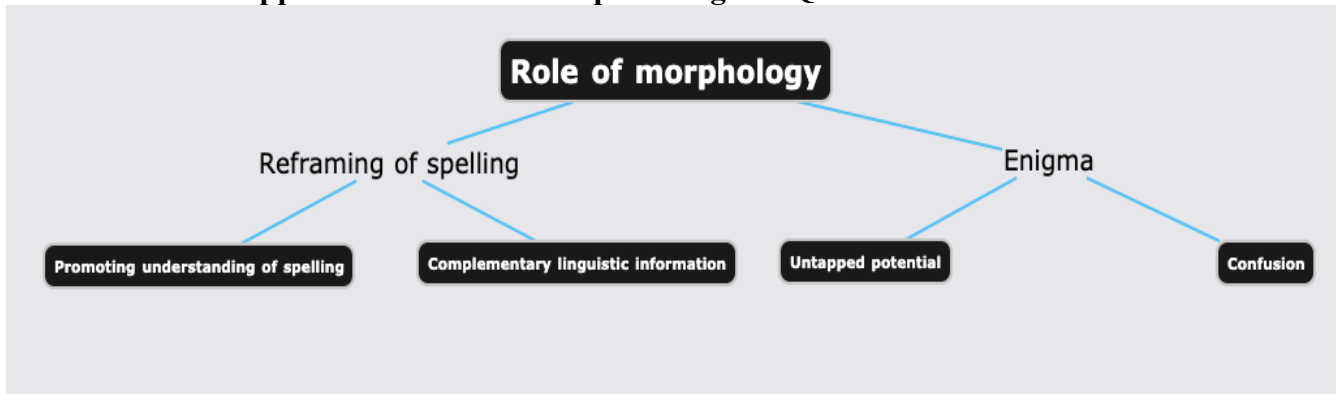 Role of morphology
Reframing of spelling
Enigma
Promoting understanding of spelling
Complementary linguistic information
Untapped potential
Confusion